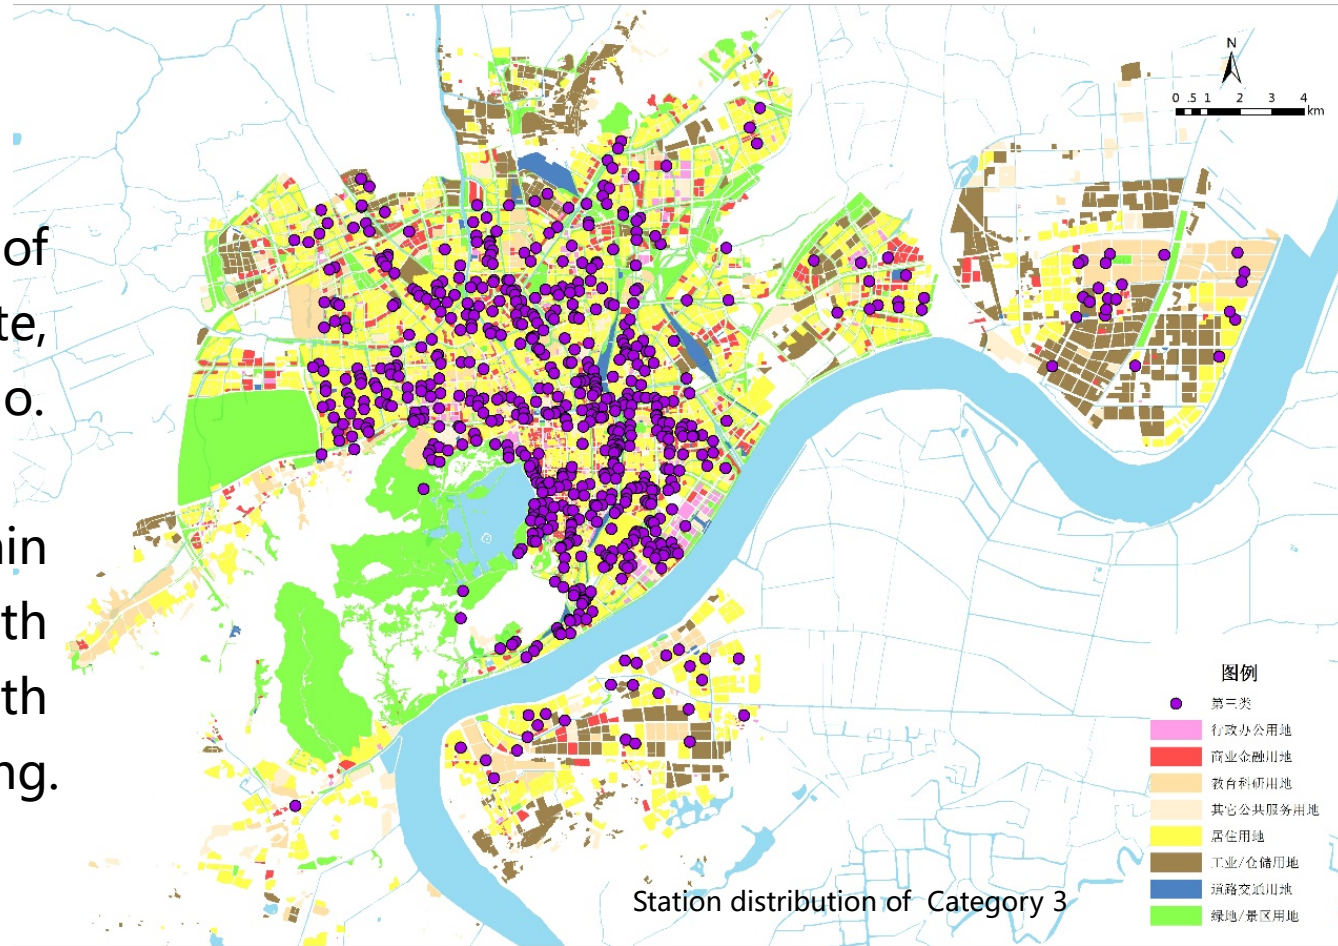 N
0 .5 1 2 3 4
km
of
te,
o.
in
th
th
ng.
图例
第三类
行政办公用地
商业金融用地
教育科研用地
其它公共服务用地
居住用地
工业/仓储用地
道路交通用地
绿地/景区用地
Station distribution of Category 3